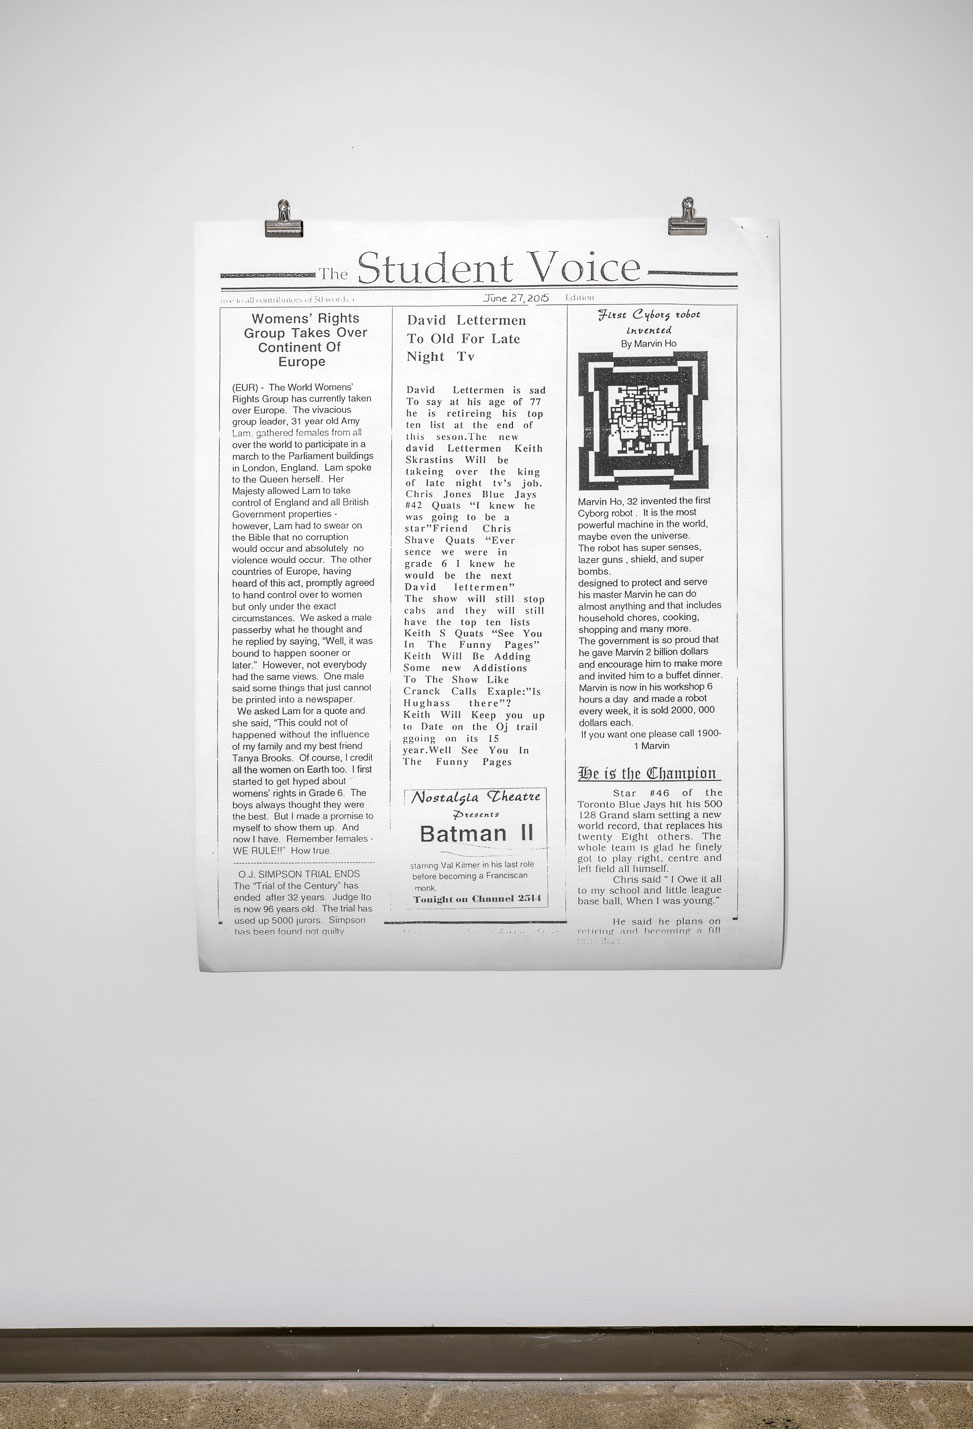 The Student Voice
free to all contributors of 50 words
June 27, 2015 Edition
Womens' Rights
Group Takes Over
Continent Of
Europe
(EUR) - The World Womens'
Rights Group has currently taken
over Europe. The vivacious
group leader, 31 year old Amy
Lam, gathered females from all
over the world to participate in a
march to the Parliament buildings
in London, England. Lam spoke
to the Queen herself. Her
Majesty allowed Lam to take
control of England and all British
Government properties -
however, Lam had to swear on
the Bible that no corruption
would occur and absolutely no
violence would occur. The other
countries of Europe, having
heard of this act, promptly agreed
to hand control over to women
but only under the exact
circumstances. We asked a male
passerby what he thought and
he replied by saying, "Well, it was
bound to happen sooner or
later." However, not everybody
had the same views. One male
said some things that just cannot
be printed into a newspaper.
We asked Lam for a quote and
she said, "This could not of
happened without the influence
of my family and my best friend
Tanya Brooks. Of course, I credit
all the women on Earth too. I first
started to get hyped about
womens' rights in Grade 6. The
boys always thought they were
the best. But I made a promise to
myself to show them up. And
now I have. Remember females -
WE RULE!!" How true.
O.J. SIMPSON TRIAL ENDS
The "Trial of the Century" has
ended after 32 years. Judge Ito
is now 96 years old. The trial has
used up 5000 jurors. Simpson
has been found not guilty.
David Lettermen
To Old For Late
Night Tv
David Lettermen is sad
To say at his age of 77
he is retireing his top
ten list at the end of
this seson.The new
david Lettermen Keith
Skrastins Will be
takeing over the king
of late night tv's job.
Chris Jones Blue Jays
#42 Quats "I knew he
was going to be a
star"Friend Chris
Shave Quats "Ever
sence we were in
grade 6 I knew he
would be the next
David lettermen"
The show will still stop
cabs and they will still
have the top ten lists
Keith S Quats "See You
In The Funny Pages"
Keith Will Be Adding
Some new Addistions
To The Show Like
Cranck Calls Exaple:"Is
Hughass there"?
Keith Will Keep you up
to Date on the Oj trail
ggoing on its 15
year.Well See You In
The Funny Pages
Nostalgia Theatre
Presents
Batman II
starring Val Kilmer in his last role
before becoming a Franciscan
monk.
Tonight on Channel 2514
First Cyborg robot
invented
By Marvin Ho
Marvin Ho, 32 invented the first
Cyborg robot . It is the most
powerful machine in the world,
maybe even the universe.
The robot has super senses,
lazer guns , shield, and super
bombs.
designed to protect and serve
his master Marvin he can do
almost anything and that includes
household chores, cooking,
shopping and many more.
The government is so proud that
he gave Marvin 2 billion dollars
and encourage him to make more
and invited him to a buffet dinner.
Marvin is now in his workshop 6
hours a day and made a robot
every week, it is sold 2000, 000
dollars each.
If you want one please call 1900-
1 Marvin
He is the Champion
Star #46 of the
Toronto Blue Jays hit his 500
128 Grand slam setting a new
world record, that replaces his
twenty Eight others. The
whole team is glad he finely
got to play right, centre and
left field all himself.
Chris said " I Owe it all
to my school and little league
base ball, When I was young."
He said he plans on
retiring and becoming a fill
time